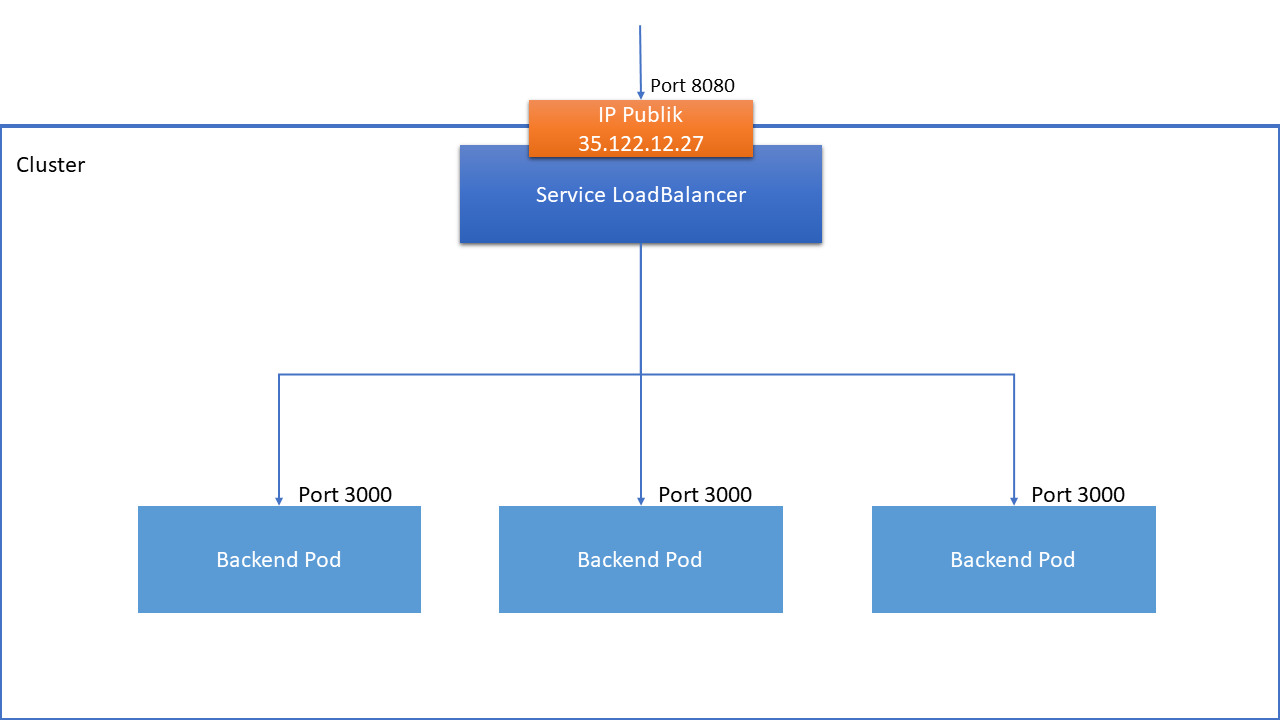 Port 8080
IP Publik
35.122.12.27
Cluster
Service LoadBalancer
Port 3000
Port 3000
Port 3000
Backend Pod
Backend Pod
Backend Pod